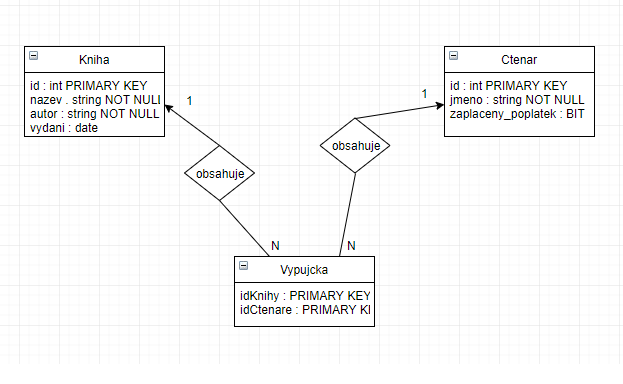 Kniha
id : int PRIMARY KEY
nazev . string NOT NULL
autor : string NOT NULL
vydani : date
Ctenar
id : int PRIMARY KEY
jmeno : string NOT NULL
zaplaceny_poplatek : BIT
1
1
obsahuje
obsahuje
N
N
Vypujcka
idKnihy : PRIMARY KEY
idCtenare : PRIMARY KI